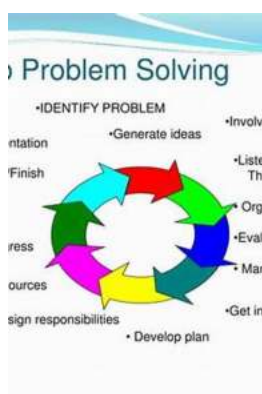 Problem Solving
•IDENTIFY PROBLEM
•Generate ideas
•Involv
ntation
•Liste
Th
/Finish
• Org
•Eval
ress
• Mar
ources
•Get in
sign responsibilities
• Develop plan